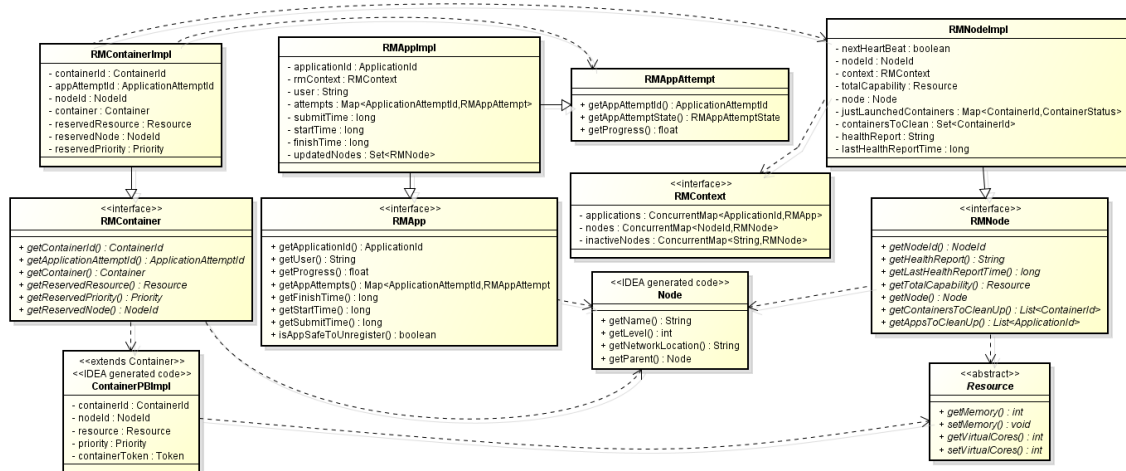 RMContainerImpl
- containerId : ContainerId
- appAttemptId : ApplicationAttemptId
- nodeId : NodeId
- container : Container
- reservedResource : Resource
- reservedNode : NodeId
- reservedPriority : Priority
RMAppImpl
- applicationId : ApplicationId
- rmContext : RMContext
- user : String
- attempts : Map<ApplicationAttemptId,RMAppAttempt>
- submitTime : long
- startTime : long
- finishTime : long
- updatedNodes : Set<RMNode>
RMAppAttempt
+ getAppAttemptId() : ApplicationAttemptId
+ getAppAttemptState() : RMAppAttemptState
+ getProgress() : float
RMNodeImpl
- nextHeartBeat : boolean
- nodeId : NodeId
- context : RMContext
- totalCapability : Resource
- node : Node
- justLaunchedContainers : Map<ContainerId,ContainerStatus>
- containersToClean : Set<ContainerId>
- healthReport : String
- lastHealthReportTime : long
<<interface>>
RMContainer
+ getContainerId() : ContainerId
+ getApplicationAttemptId() : ApplicationAttemptId
+ getContainer() : Container
+ getReservedResource() : Resource
+ getReservedPriority() : Priority
+ getReservedNode() : NodeId
<<interface>>
RMApp
+ getApplicationId() : ApplicationId
+ getUser() : String
+ getProgress() : float
+ getAppAttempts() : Map<ApplicationAttemptId,RMAppAttempt
+ getFinishTime() : long
+ getStartTime() : long
+ getSubmitTime() : long
+ isAppSafeToUnregister() : boolean
<<interface>>
RMContext
- applications : ConcurrentMap<ApplicationId,RMApp>
- nodes : ConcurrentMap<NodeId,RMNode>
- inactiveNodes : ConcurrentMap<String,RMNode>
<<interface>>
RMNode
+ getNodeId() : NodeId
+ getHealthReport() : String
+ getLastHealthReportTime() : long
+ getTotalCapability() : Resource
+ getNode() : Node
+ getContainersToCleanUp() : List<ContainerId>
+ getAppsToCleanUp() : List<ApplicationId>
<<IDEA generated code>>
Node
+ getName() : String
+ getLevel() : int
+ getNetworkLocation() : String
+ getParent() : Node
<<extends Container>>
<<IDEA generated code>>
ContainerPBImpl
- containerId : ContainerId
- nodeId : NodeId
- resource : Resource
- priority : Priority
- containerToken : Token
<<abstract>>
Resource
+ getMemory() : int
+ setMemory() : void
+ getVirtualCores() : int
+ setVirtualCores() : int